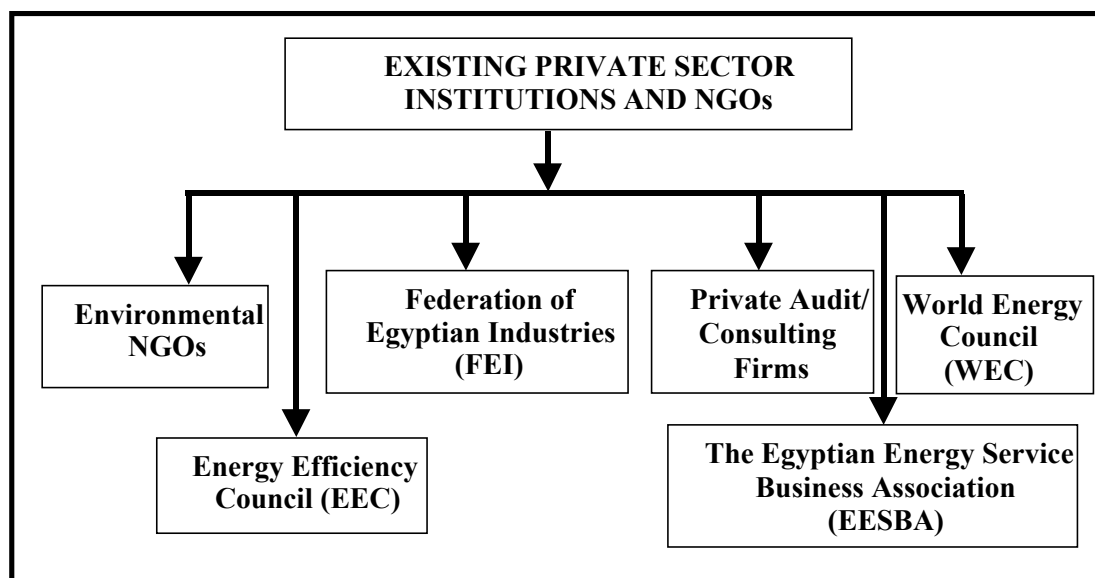 EXISTING PRIVATE SECTOR
INSTITUTIONS AND NGOs
Environmental
NGOs
Federation of
Egyptian Industries
(FEI)
Private Audit/
Consulting
Firms
World Energy
Council
(WEC)
Energy Efficiency
Council (EEC)
The Egyptian Energy Service
Business Association
(EESBA)